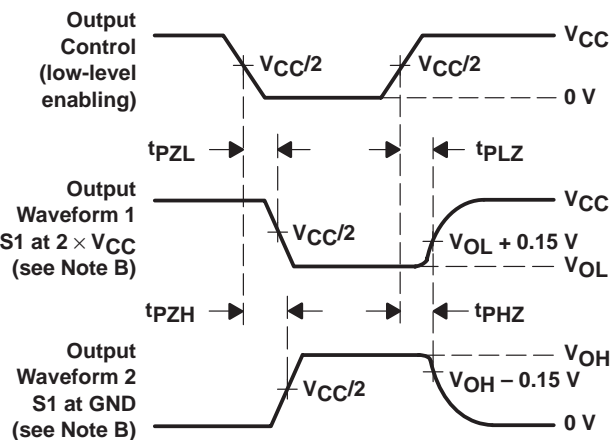 Output
Control
(low-level
enabling)
VCC
VCC/2
VCC/2
0 V
tPZL
tPLZ
Output
Waveform 1
S1 at 2 × VCC
(see Note B)
VCC
VCC/2
VOL + 0.15 V
VOL
tPZH
tPHZ
Output
Waveform 2
S1 at GND
(see Note B)
VOH
VCC/2
VOH – 0.15 V
0 V